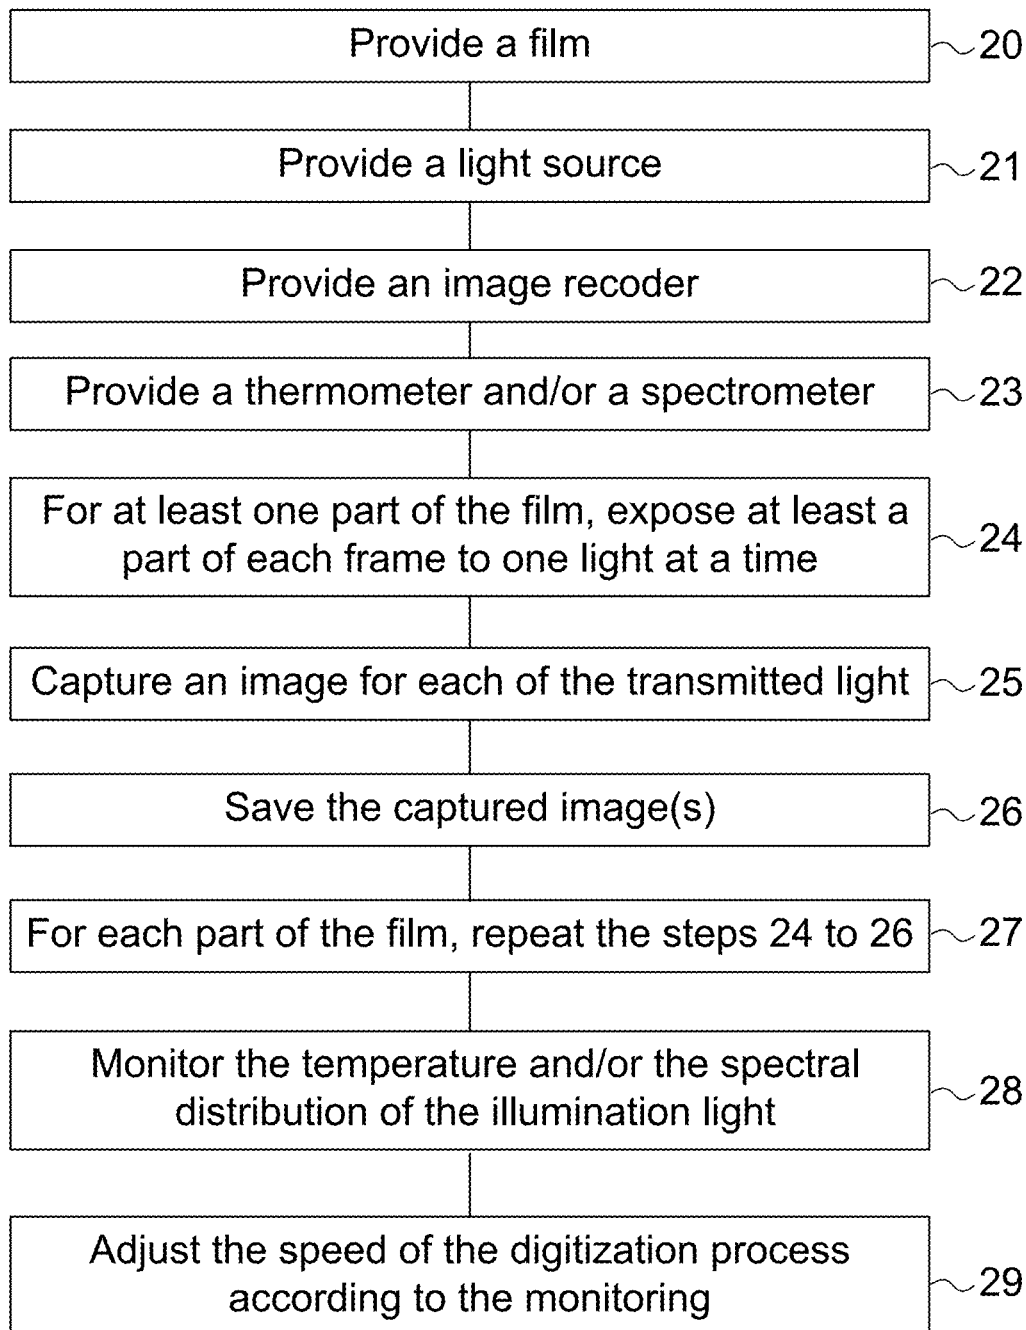 Provide a film
20
Provide a light source
21
Provide an image recoder
22
Provide a thermometer and/or a spectrometer
23
For at least one part of the film, expose at least a
part of each frame to one light at a time
24
Capture an image for each of the transmitted light
25
Save the captured image(s)
26
For each part of the film, repeat the steps 24 to 26
27
Monitor the temperature and/or the spectral
distribution of the illumination light
28
Adjust the speed of the digitization process
according to the monitoring
29